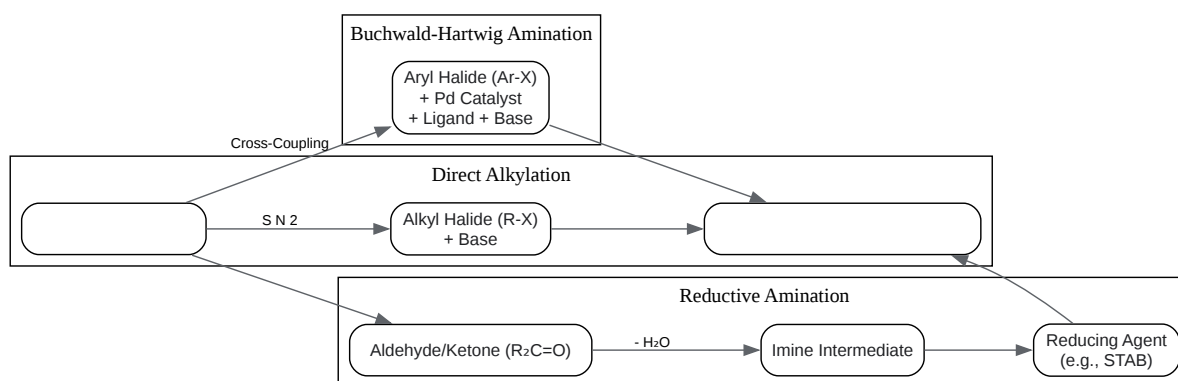 Buchwald-Hartwig Amination
Aryl Halide (Ar-X)
+ Pd Catalyst
+ Ligand + Base
Cross-Coupling
Direct Alkylation
S N 2
Alkyl Halide (R-X)
+ Base
Reductive Amination
Aldehyde/Ketone (R₂C=O)
- H₂O
Imine Intermediate
Reducing Agent
(e.g., STAB)